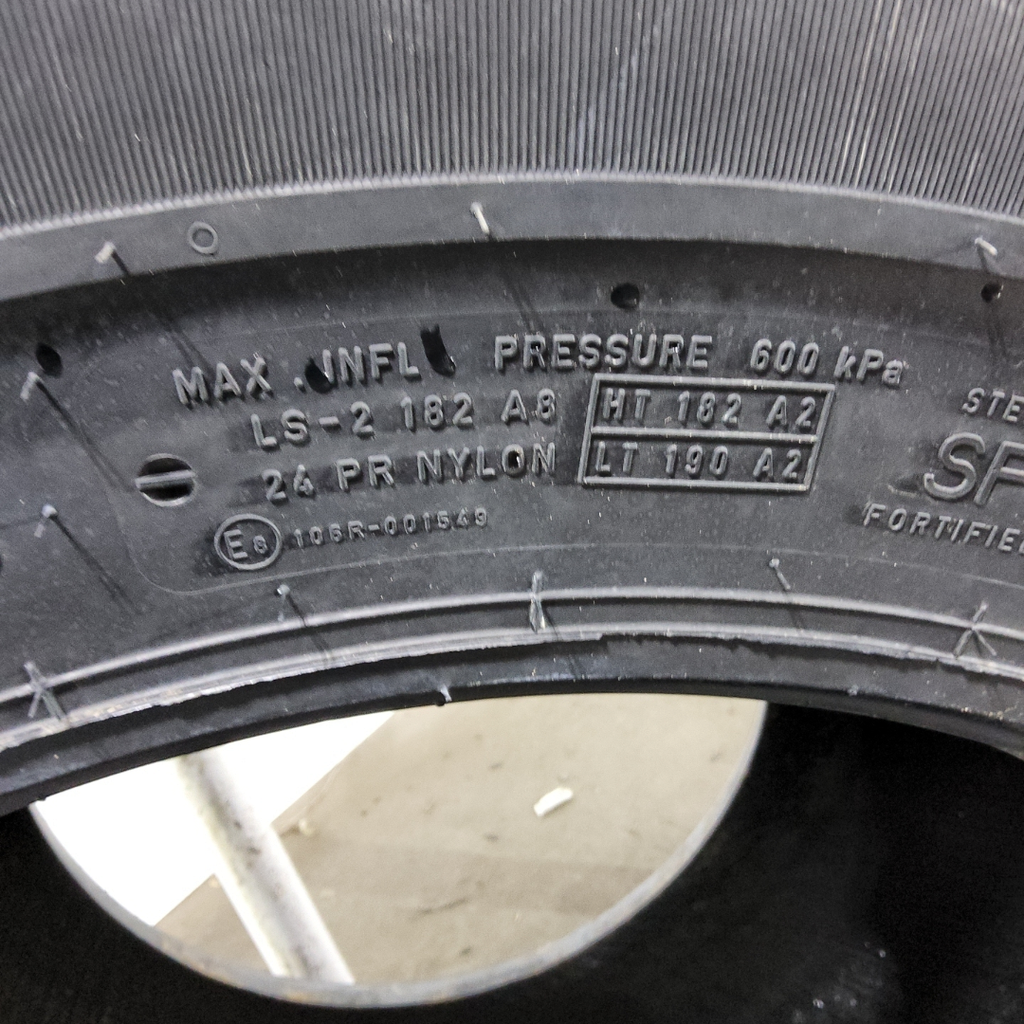 MAX. INFL. PRESSURE 600 kPa
LS-2 182 A8
HT 182 A2
24 PR NYLON
LT 190 A2
E8 106R-001549
STE
SF
FORTIFIE